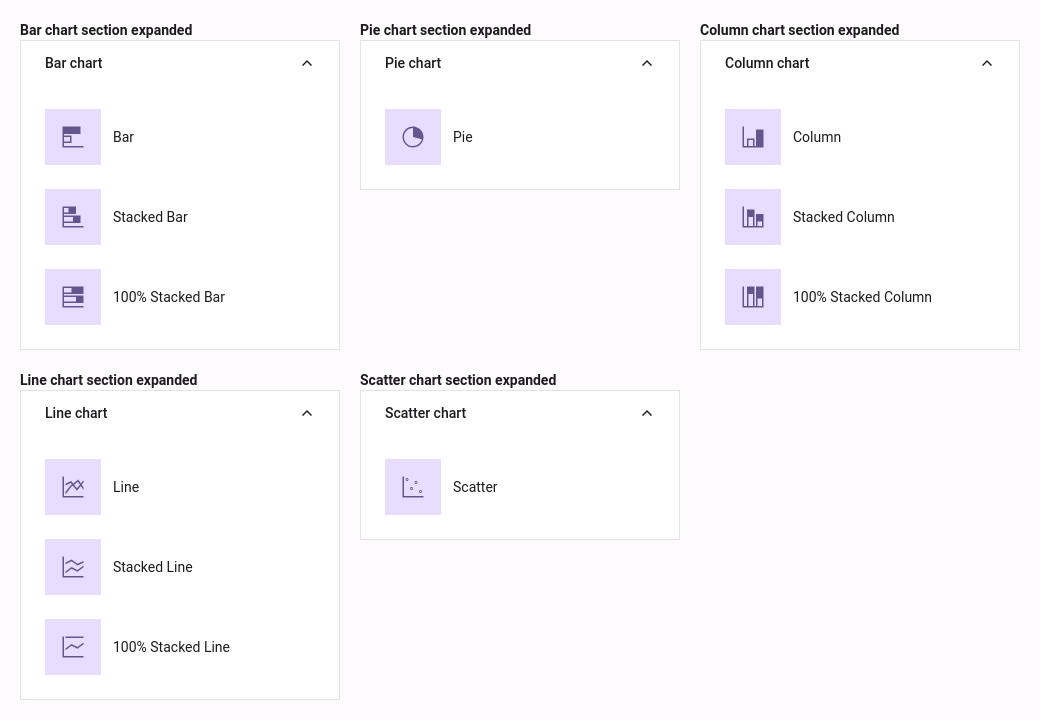 Bar chart section expanded
Bar chart
Bar
Stacked Bar
100% Stacked Bar
Pie chart section expanded
Pie chart
Pie
Column chart section expanded
Column chart
Column
Stacked Column
100% Stacked Column
Line chart section expanded
Line chart
Line
Stacked Line
100% Stacked Line
Scatter chart section expanded
Scatter chart
Scatter